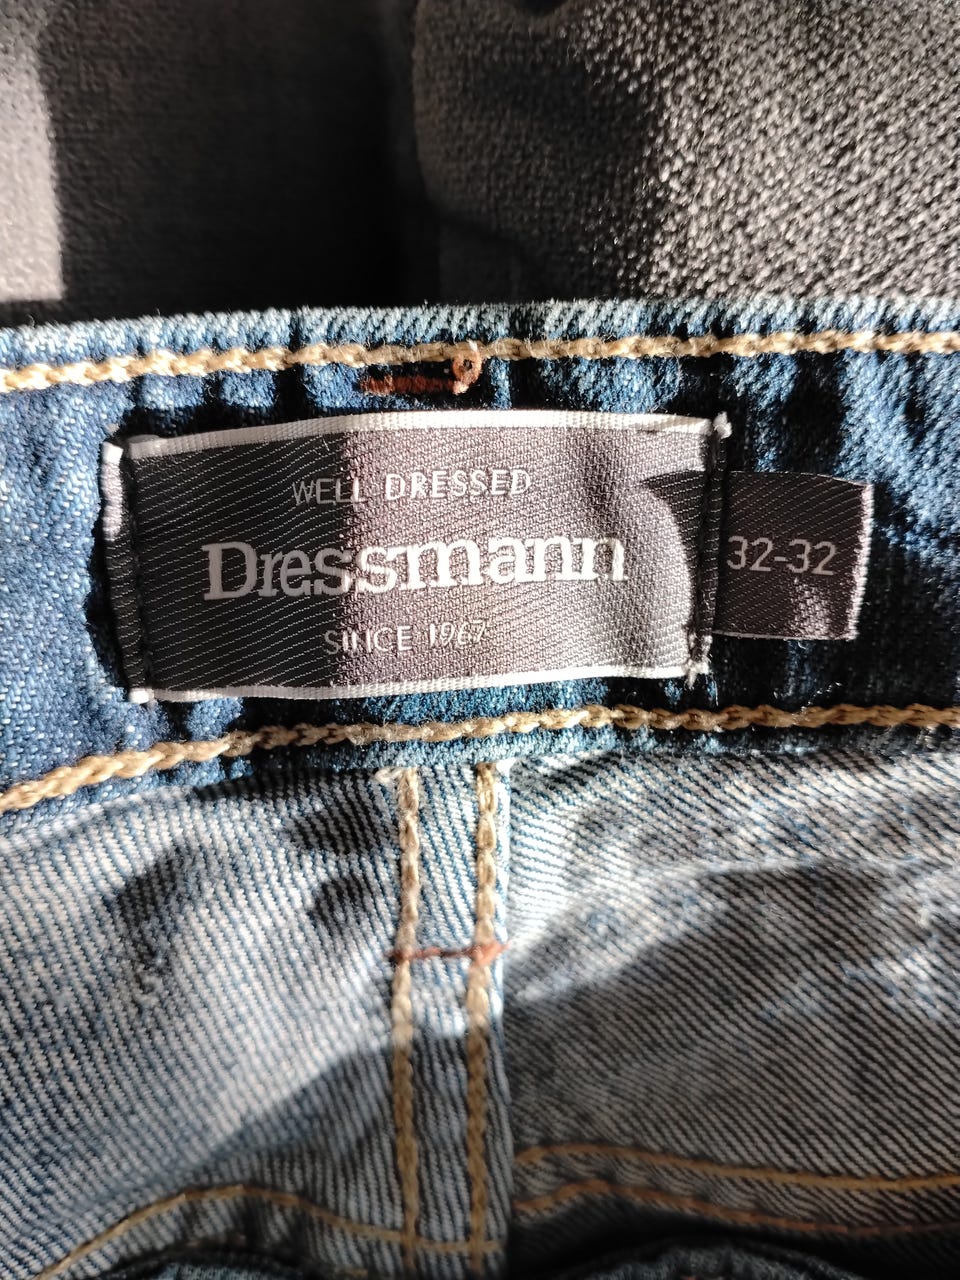 WELL DRESSED
Dressmann
SINCE 1967
32-32